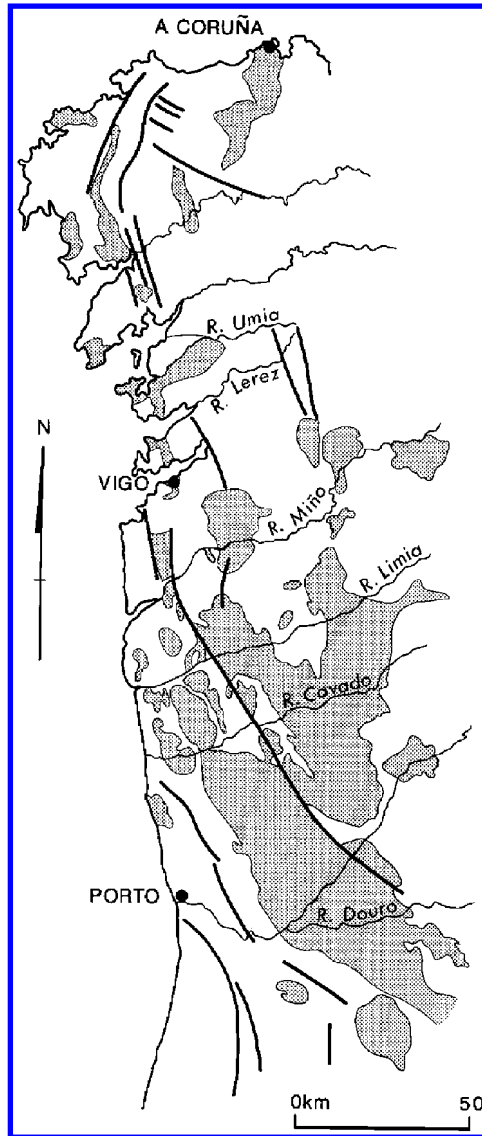 A CORUÑA
R. Umia
R. Lerez
N
VIGO
R. Miño
R. Limia
R. Cavado
PORTO
R. Douro
0km 50